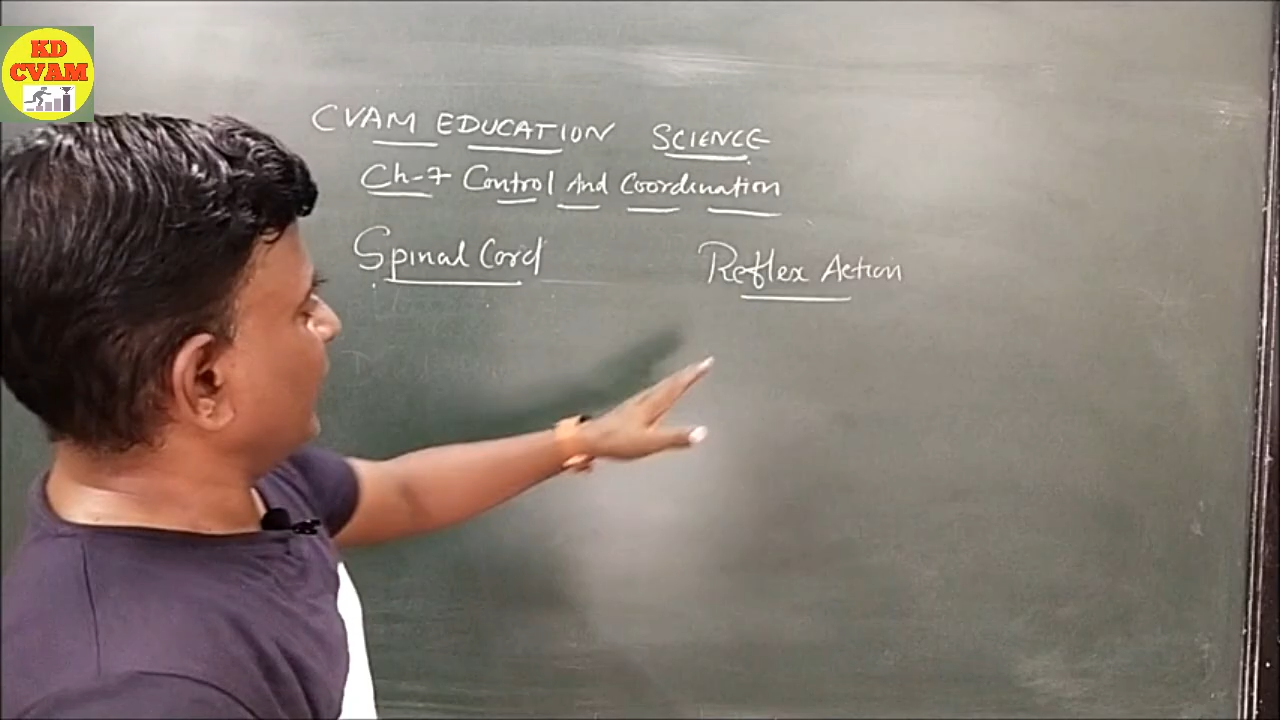 KD
CVAM
CVAM EDUCATION SCIENCE
Ch-7 Control And Coordination
Spinal Cord
Reflex Action